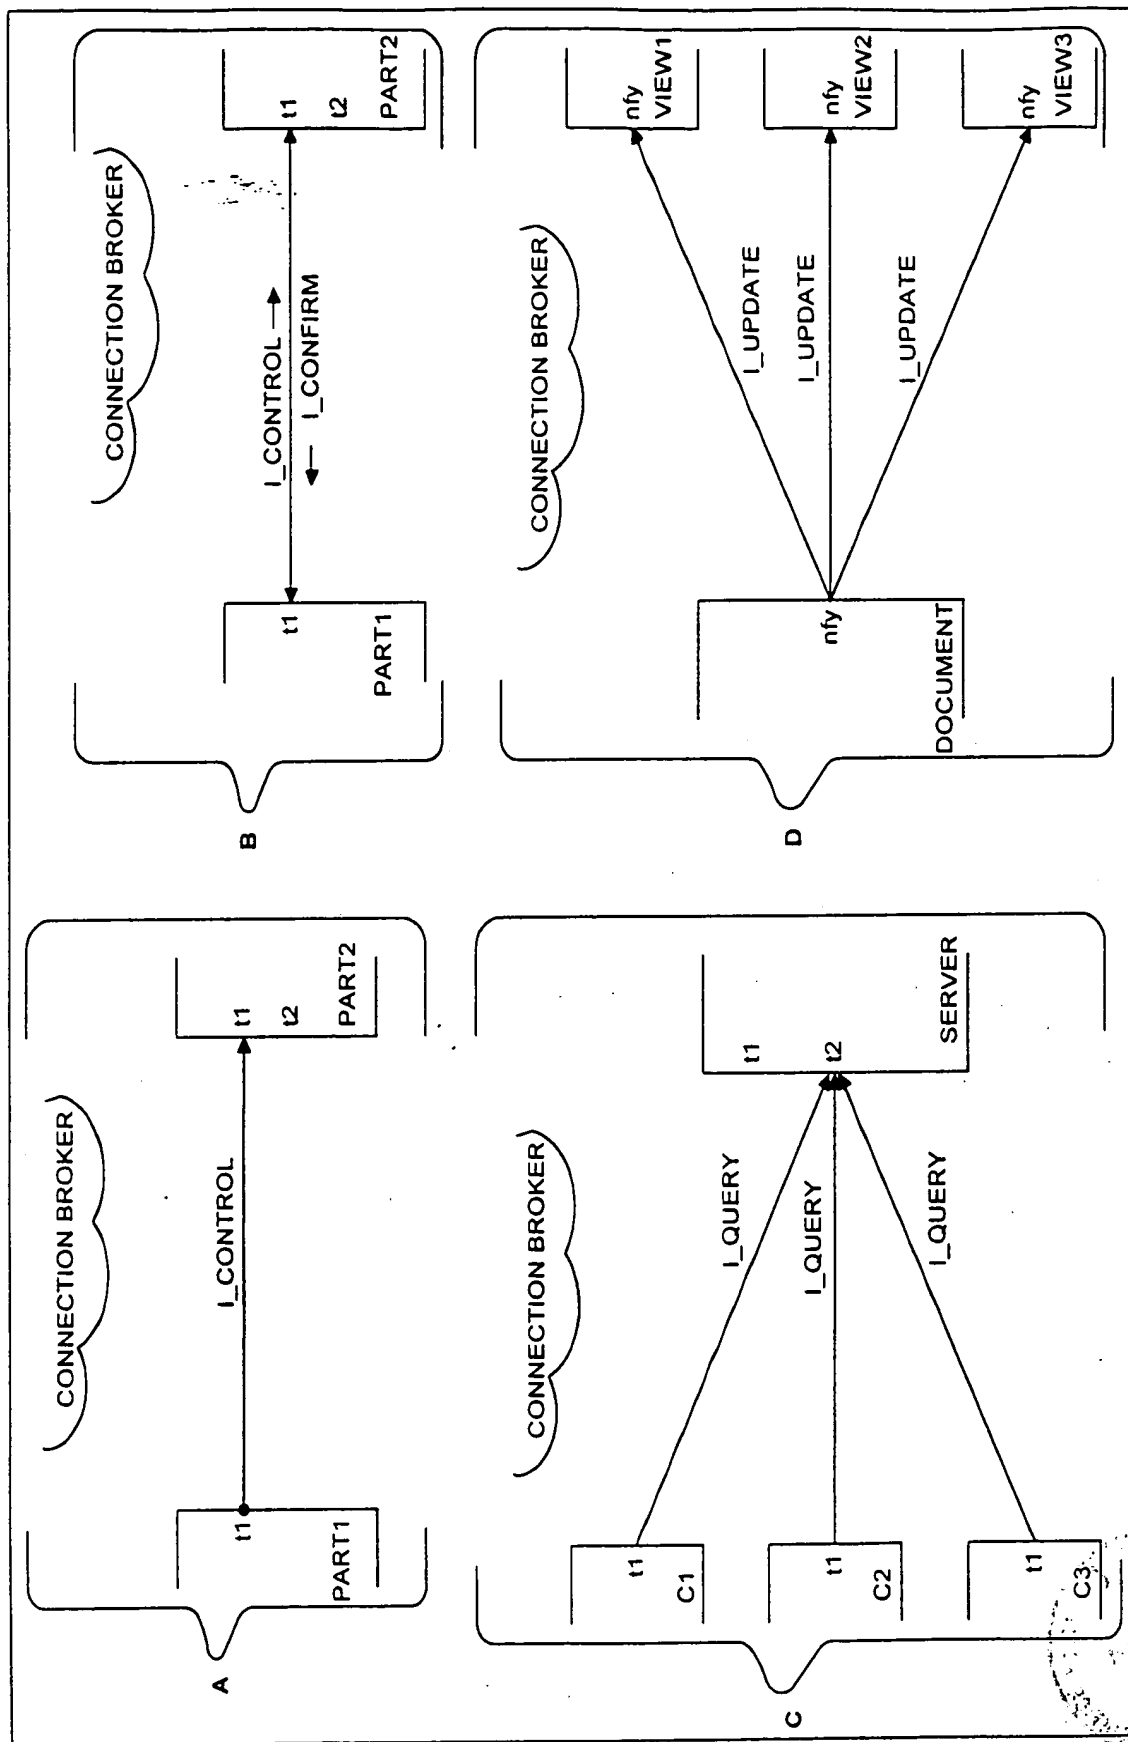 A
CONNECTION BROKER
I_CONTROL
t1
PART1
t1
t2
PART2
B
CONNECTION BROKER
I_CONTROL
I_CONFIRM
t1
PART1
t1
t2
PART2
C
CONNECTION BROKER
t1
C1
t1
C2
t1
C3
I_QUERY
I_QUERY
I_QUERY
t1
t2
SERVER
D
CONNECTION BROKER
nfy
DOCUMENT
I_UPDATE
I_UPDATE
I_UPDATE
nfy
VIEW1
nfy
VIEW2
nfy
VIEW3